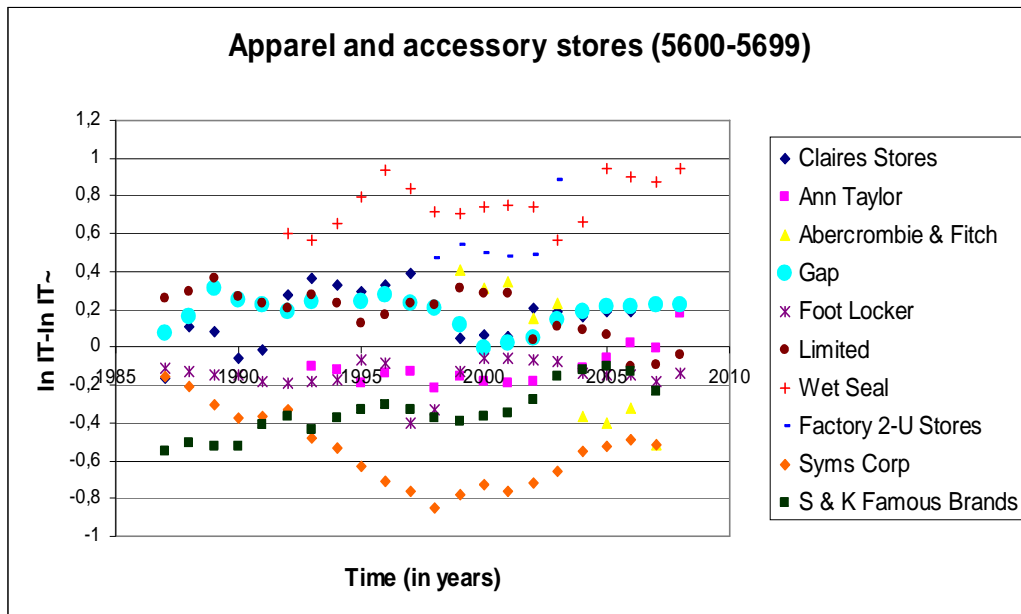 Apparel and accessory stores (5600-5699)
ln IT-ln IT~
1,2
1
0,8
0,6
0,4
0,2
0
-0,2
-0,4
-0,6
-0,8
-1
1985
1990
1995
2000
2005
2010
Time (in years)
Claires Stores
Ann Taylor
Abercrombie & Fitch
Gap
Foot Locker
Limited
Wet Seal
Factory 2-U Stores
Syms Corp
S & K Famous Brands